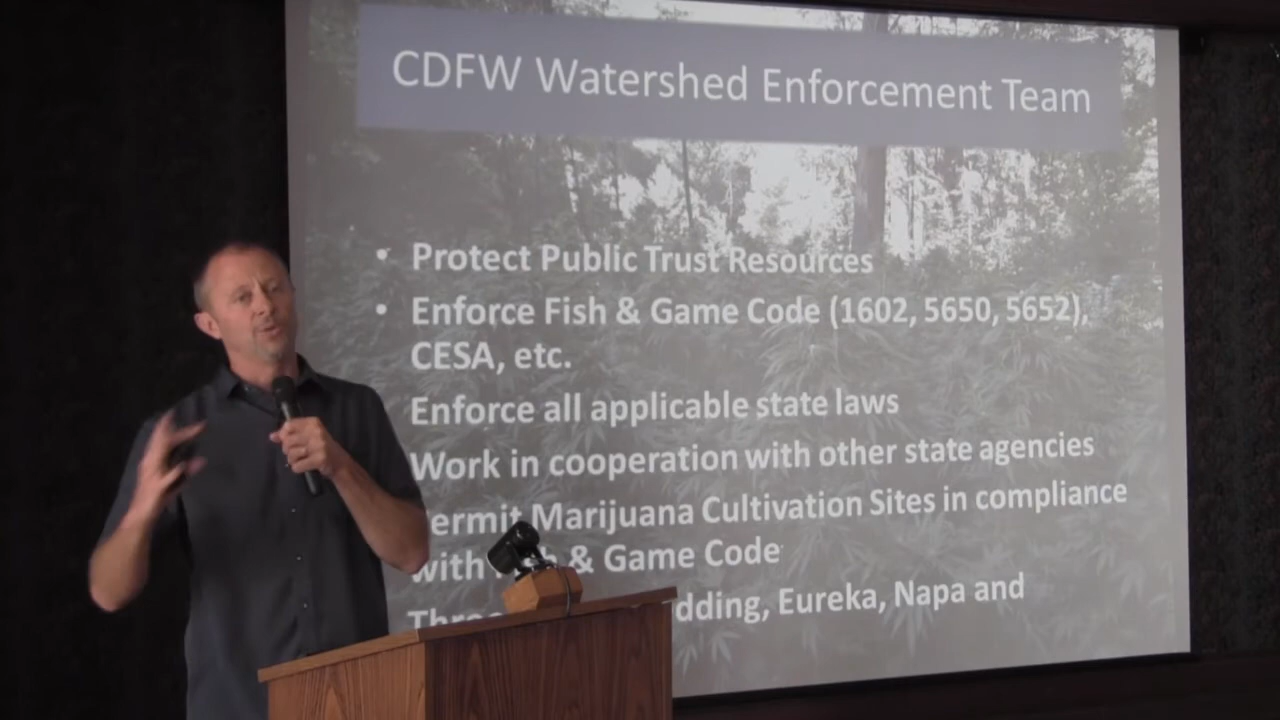 CDFW Watershed Enforcement Team
• Protect Public Trust Resources
• Enforce Fish & Game Code (1602, 5650, 5652),
CESA, etc.
Enforce all applicable state laws
Work in cooperation with other state agencies
ermit Marijuana Cultivation Sites in compliance
with & Game Code
Eureka, Napa and